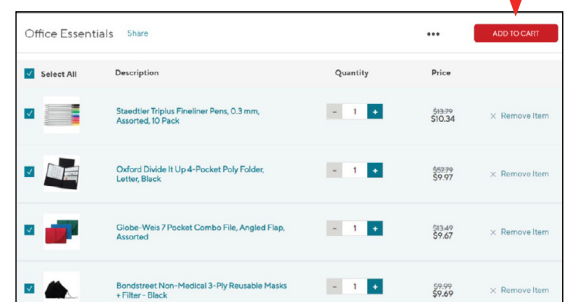 Office Essentials Share ••• ADD TO CART
Select All Description Quantity Price
Staedtler Triplus Fineliner Pens, 0.3 mm,
Assorted, 10 Pack
- 1 +
$13.79
$10.34
× Remove Item
Oxford Divide It Up 4-Pocket Poly Folder,
Letter, Black
- 1 +
$9.97
× Remove Item
Globe-Weis 7 Pocket Combo File, Angled Flap,
Assorted
- 1 +
$13.49
$9.67
× Remove Item
Bondstreet Non-Medical 3-Ply Reusable Masks
+ Filter - Black
- 1 +
$9.99
$9.69
× Remove Item